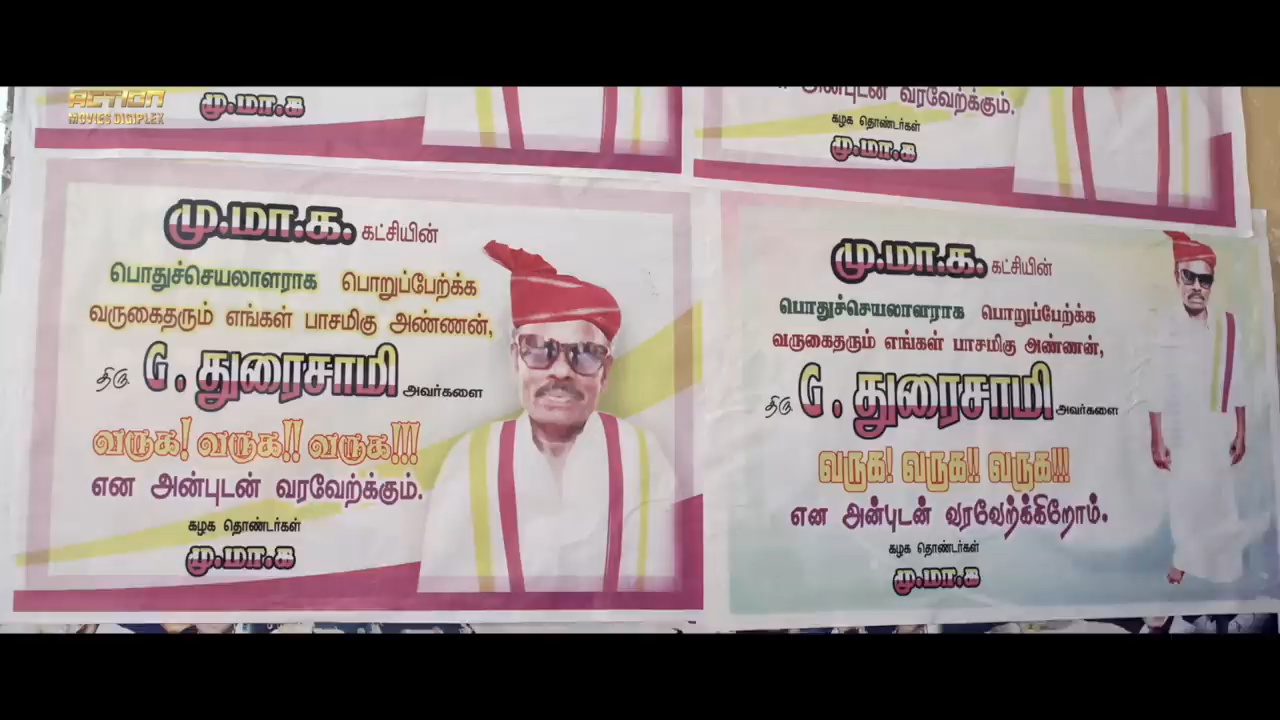 ACTION
MOVIES DIGIPLEX
மு.மா.க
அன்புடன் வரவேற்க்கும்.
கழக தொண்டர்கள்
மு.மா.க
மு.மா.க. கட்சியின்
பொதுச்செயலாளராக பொறுப்பேற்க்க
வருகைதரும் எங்கள் பாசமிகு அண்ணன்,
திரு G. துரைசாமி அவர்களை
வருக! வருக!! வருக!!!
என அன்புடன் வரவேற்க்கும்.
கழக தொண்டர்கள்
மு.மா.க
மு.மா.க. கட்சியின்
பொதுச்செயலாளராக பொறுப்பேற்க்க
வருகைதரும் எங்கள் பாசமிகு அண்ணன்,
திரு G. துரைசாமி அவர்களை
வருக! வருக!! வருக!!!
என அன்புடன் வரவேற்க்கிறோம்.
கழக தொண்டர்கள்
மு.மா.க